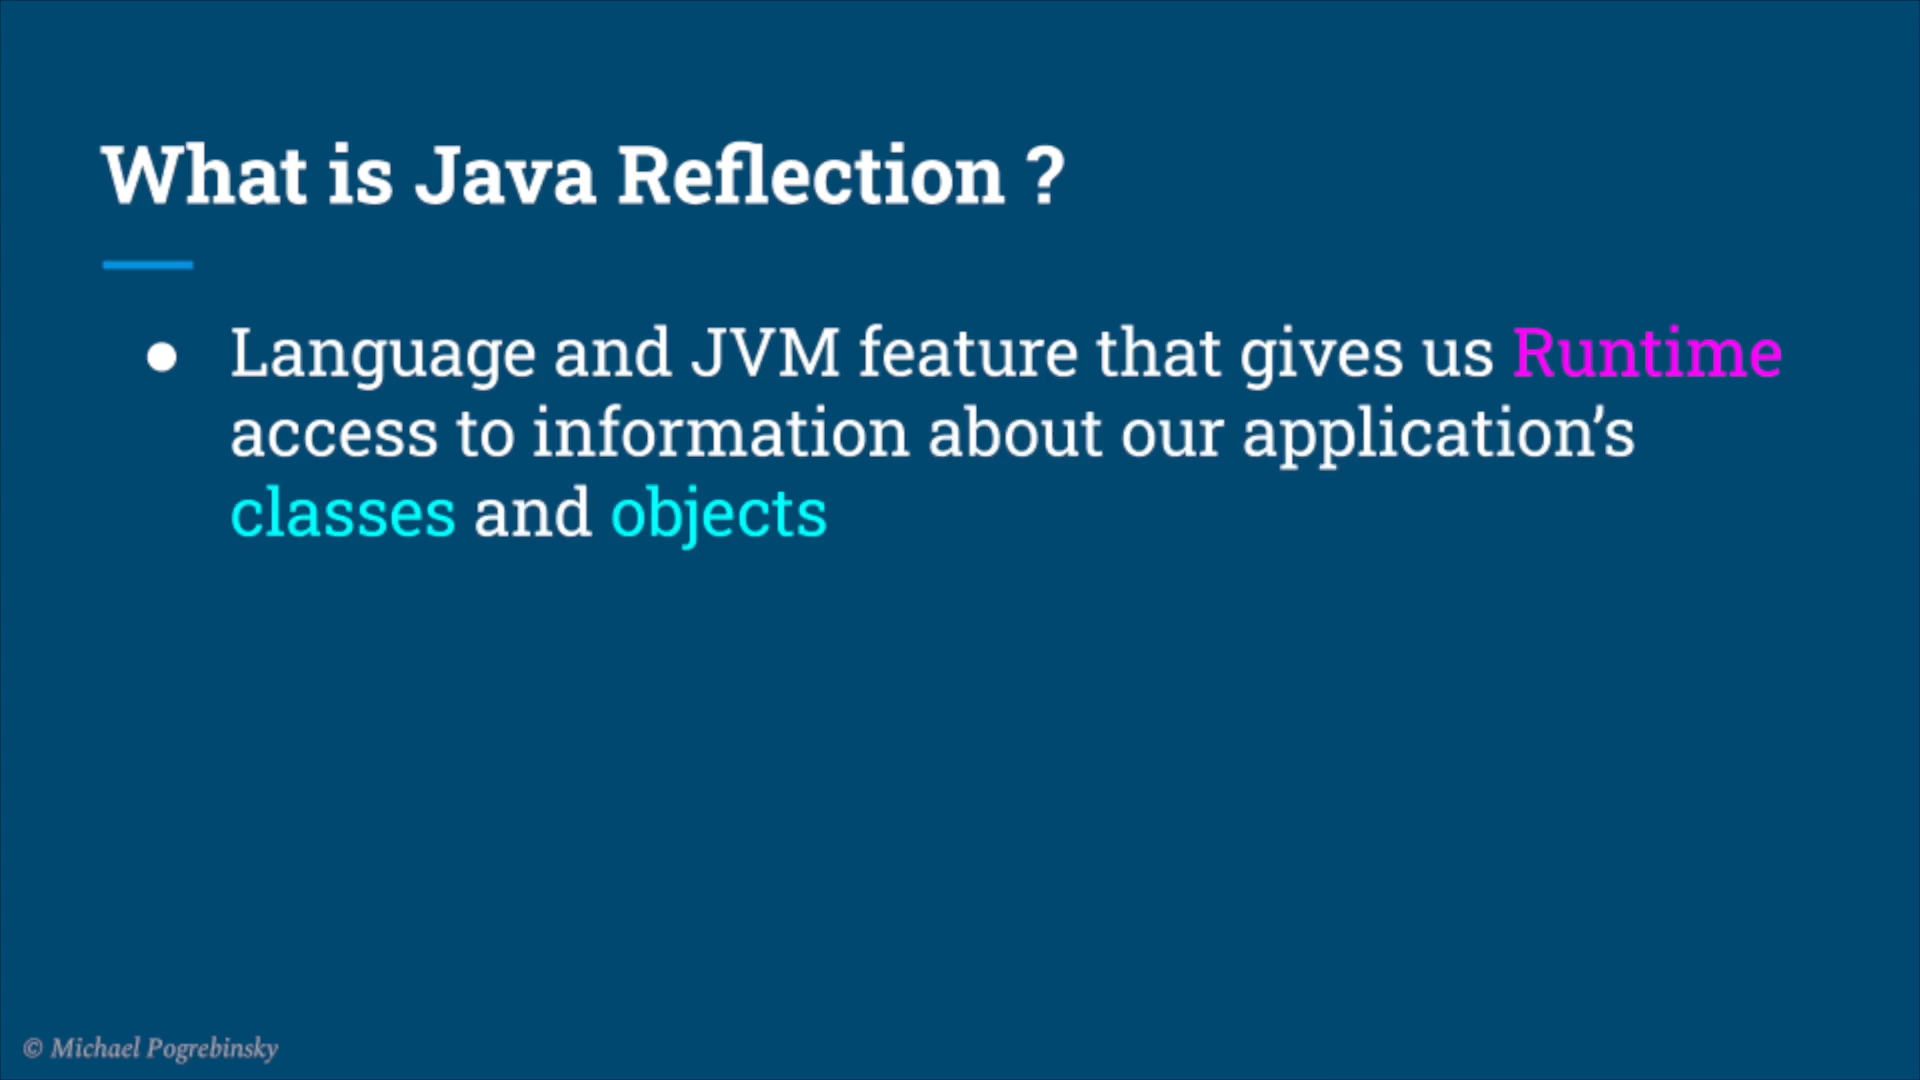 What is Java Reflection ?
● Language and JVM feature that gives us Runtime
access to information about our application’s
classes and objects
© Michael Pogrebinsky